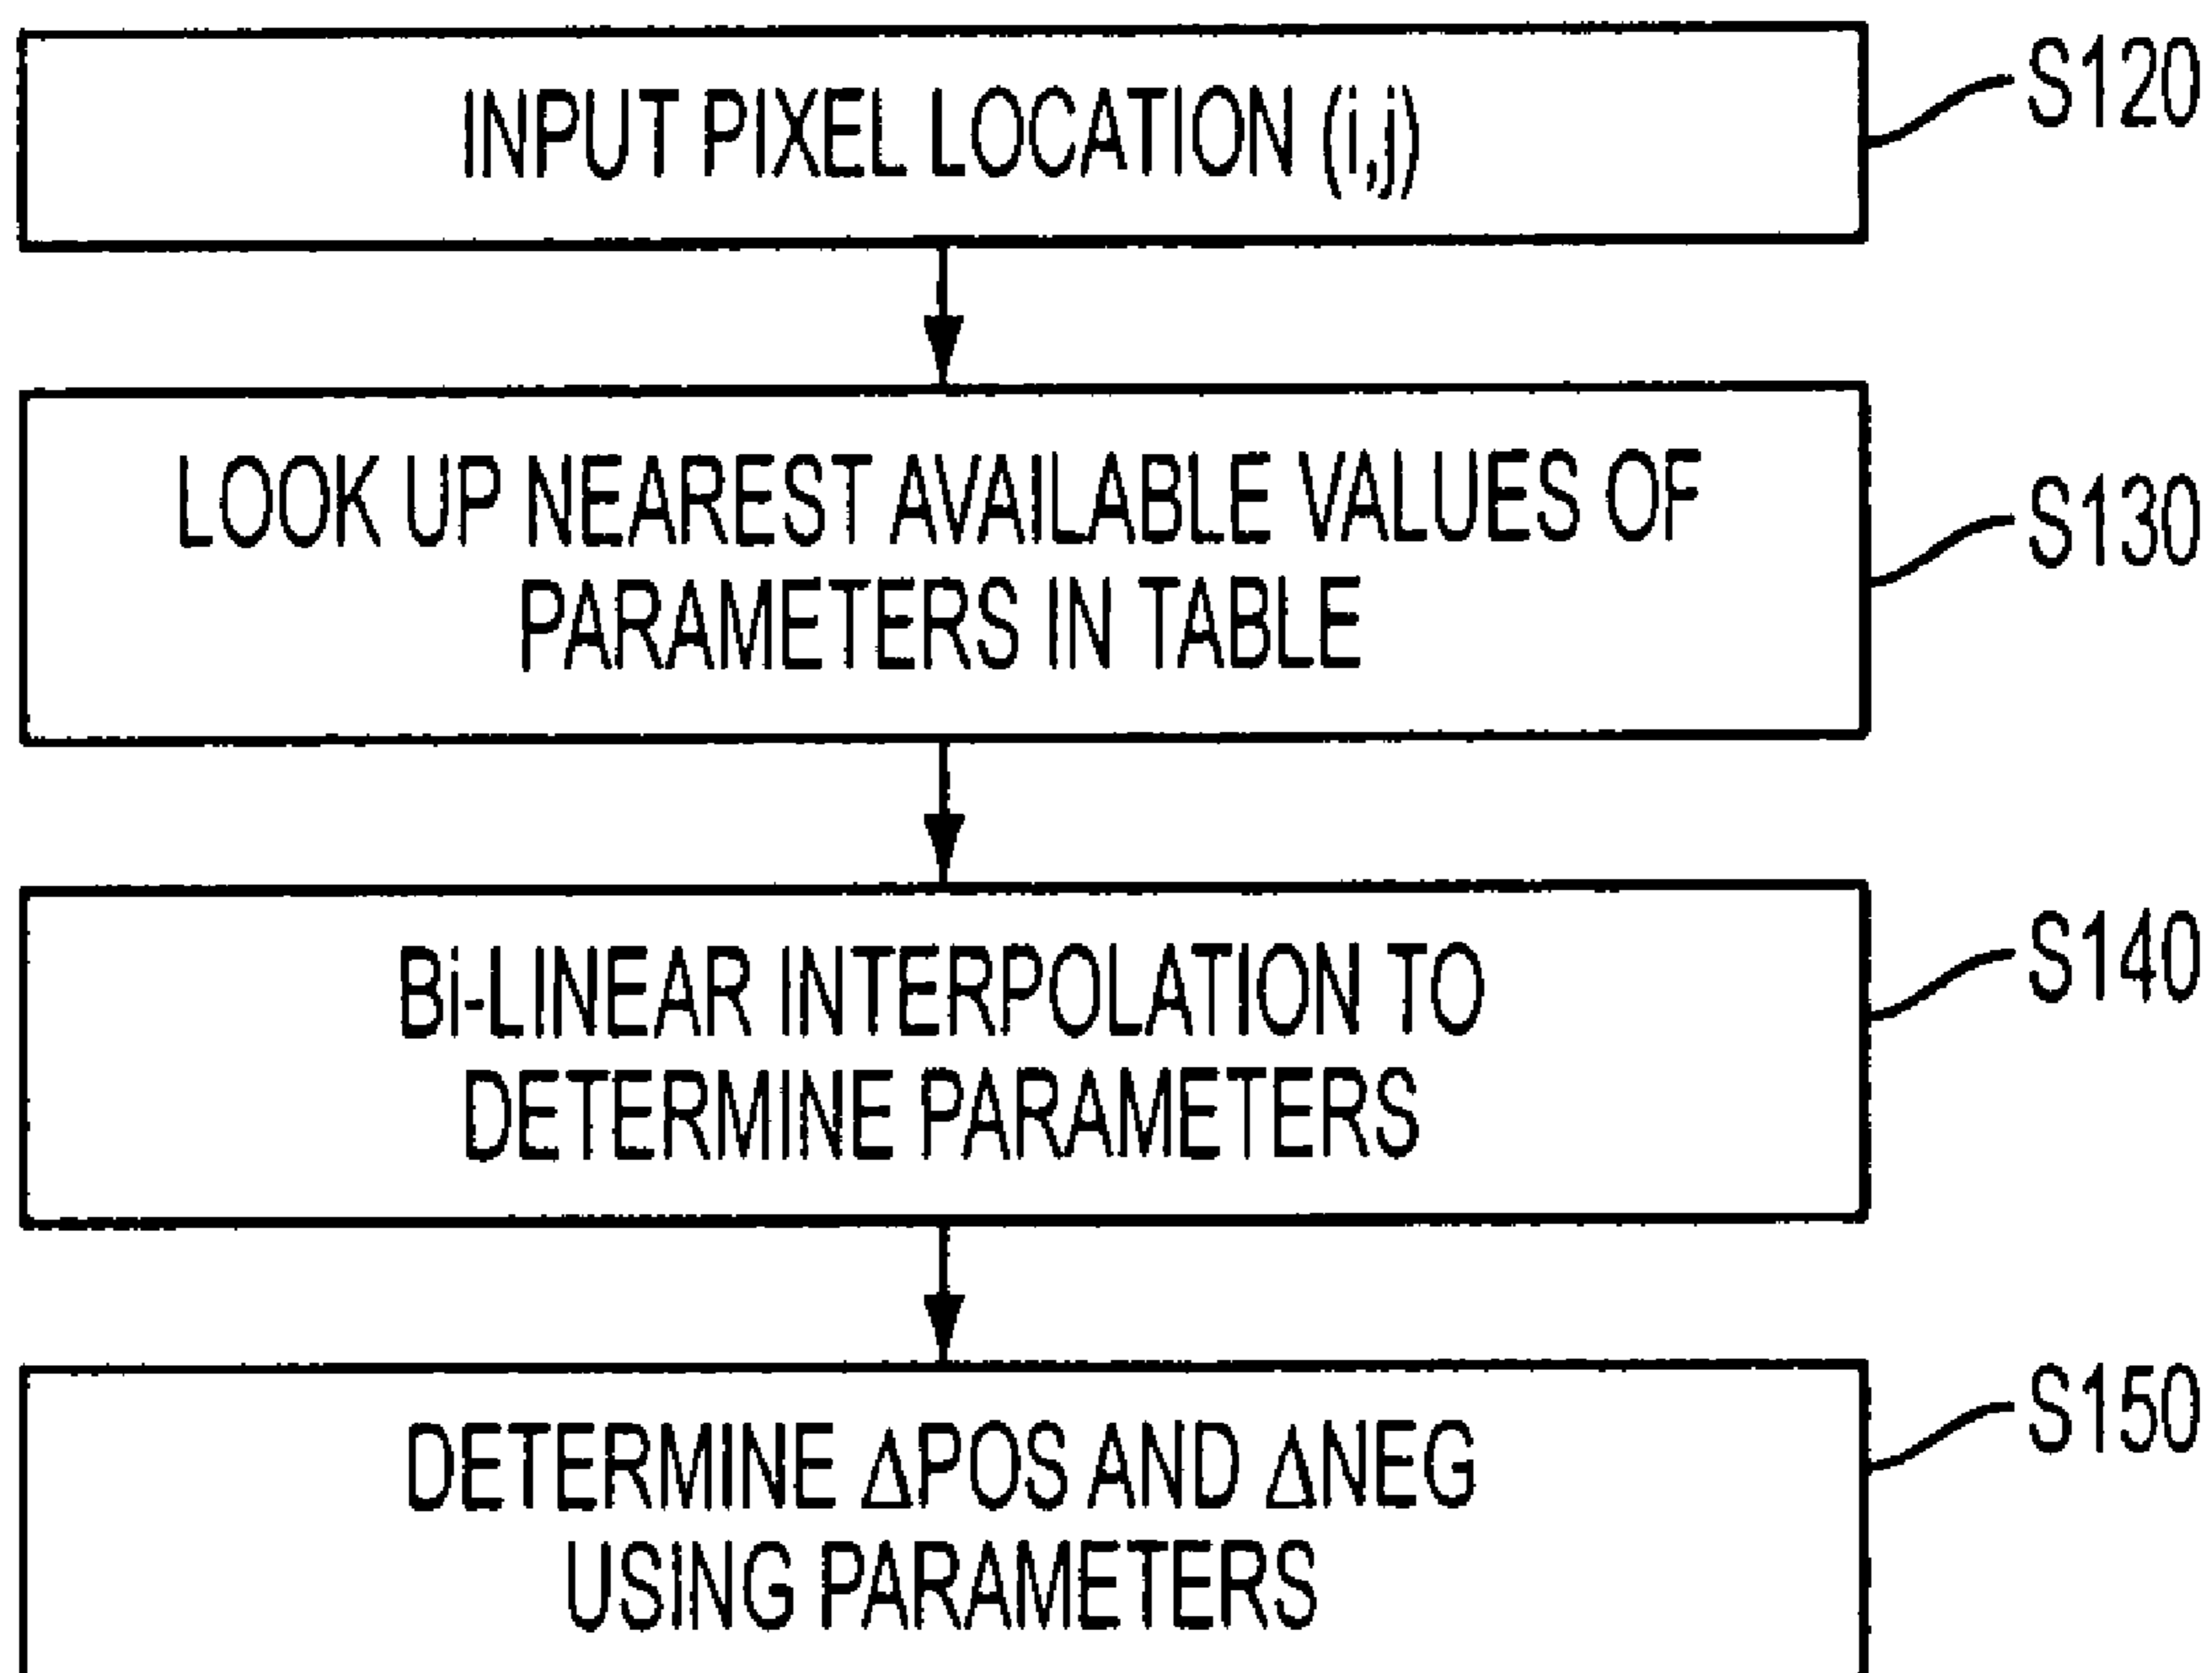 INPUT PIXEL LOCATION (i,j)
S120
LOOK UP NEAREST AVAILABLE VALUES OF
PARAMETERS IN TABLE
S130
Bi-LINEAR INTERPOLATION TO
DETERMINE PARAMETERS
S140
DETERMINE ΔPOS AND ΔNEG
USiNG PARAMETERS
S150